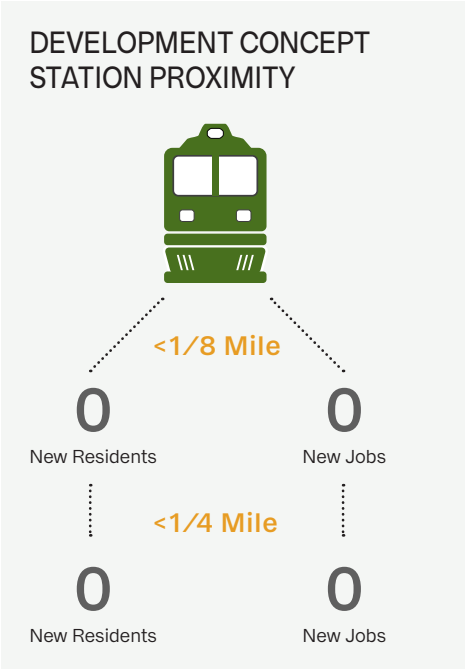 DEVELOPMENT CONCEPT
STATION PROXIMITY
<1/8 Mile
0
0
New Residents
New Jobs
<1/4 Mile
0
0
New Residents
New Jobs